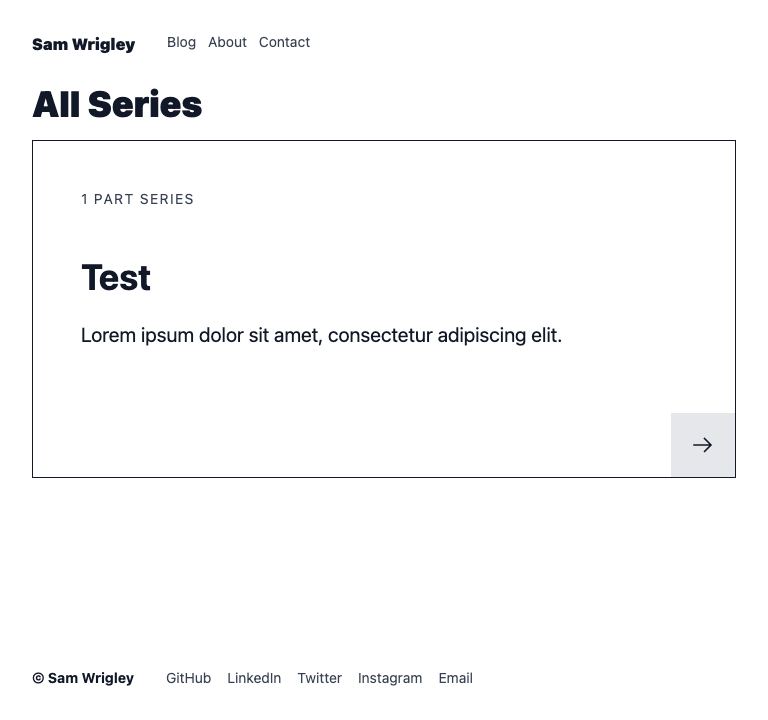 Sam Wrigley Blog About Contact
All Series
1 PART SERIES
Test
Lorem ipsum dolor sit amet, consectetur adipiscing elit.
© Sam Wrigley GitHub LinkedIn Twitter Instagram Email